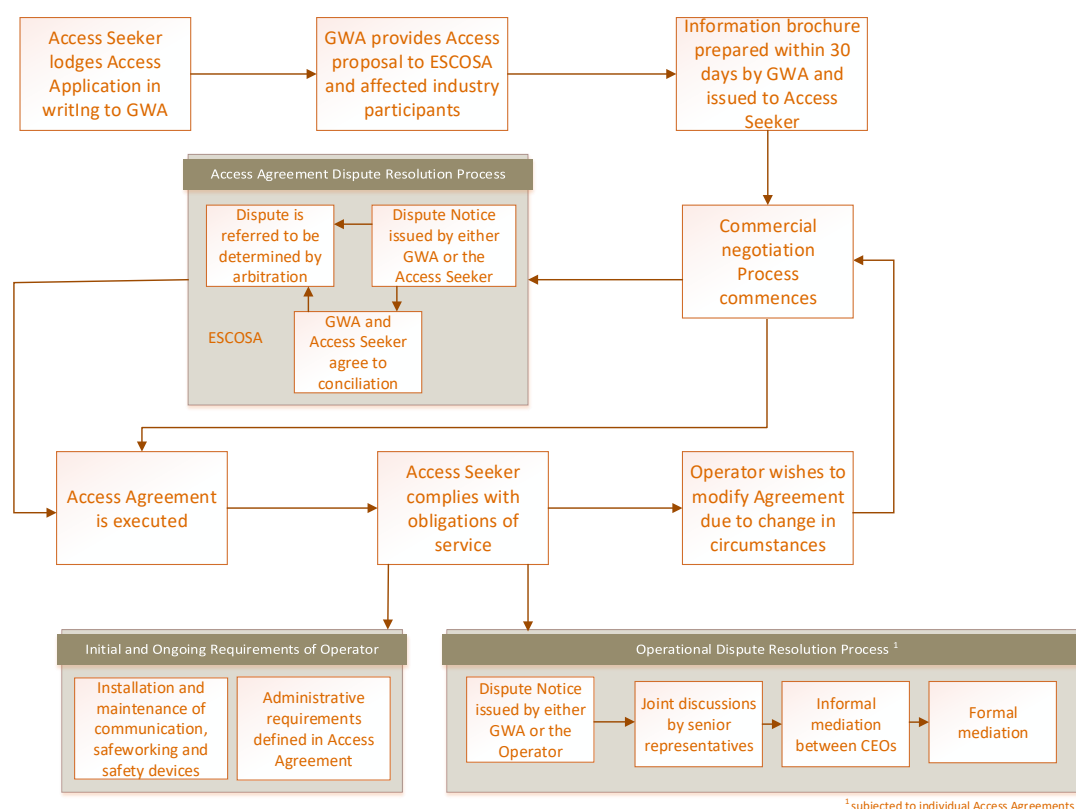 Access Seeker
lodges Access
Application in
writIng to GWA
GWA provides Access
proposal to ESCOSA
and affected industry
participants
Information brochure
prepared within 30
days by GWA and
issued to Access
Seeker
Access Agreement Dispute Resolution Process
Dispute is
referred to be
determined by
arbitration
Dispute Notice
issued by either
GWA or the
Access Seeker
ESCOSA
GWA and
Access Seeker
agree to
conciliation
Commercial
negotiation
Process
commences
Access Agreement
is executed
Access Seeker
complies with
obligations of
service
Operator wishes to
modify Agreement
due to change in
circumstances
Initial and Ongoing Requirements of Operator
Installation and
maintenance of
communication,
safeworking and
safety devices
Administrative
requirements
defined in Access
Agreement
Operational Dispute Resolution Process 1
Dispute Notice
issued by either
GWA or the
Operator
Joint discussions
by senior
representatives
Informal
mediation
between CEOs
Formal
mediation
1 subjected to individual Access Agreements